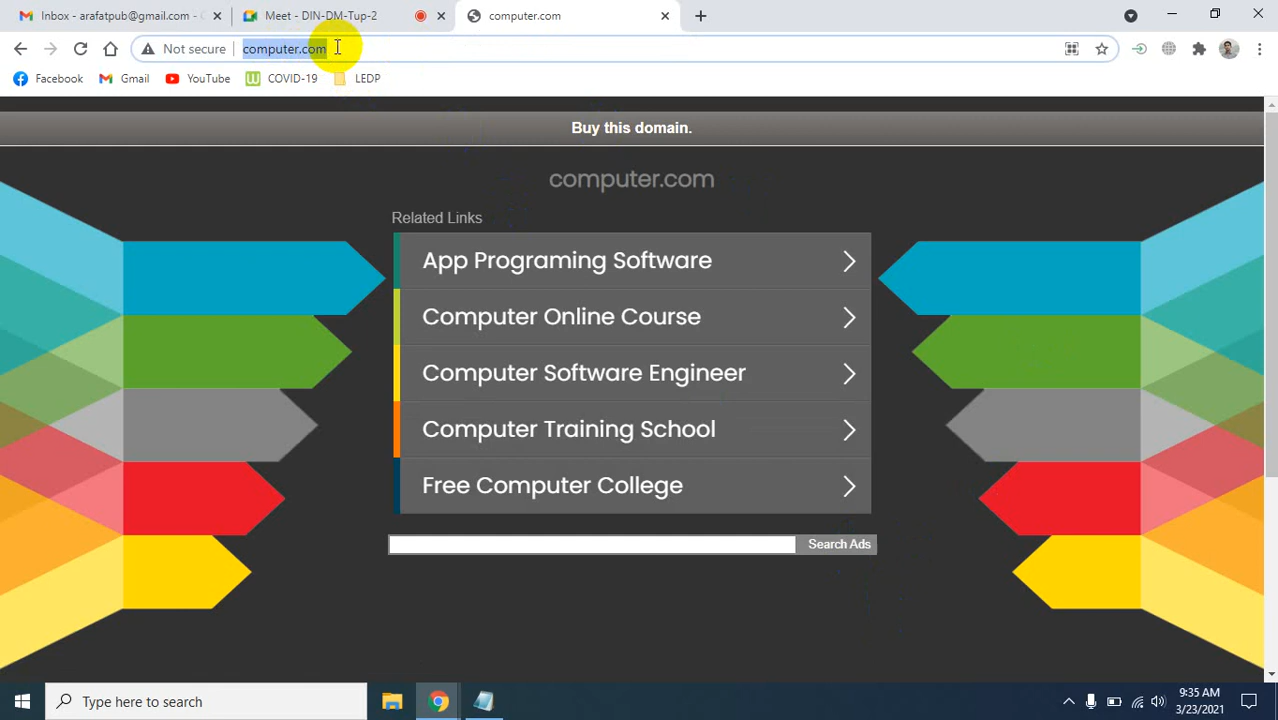 Inbox - arafatpub@gmail.com - G
Meet - DIN-DM-Tup-2
computer.com
Not secure
computer.com
Facebook
Gmail
YouTube
COVID-19
LEDP
Buy this domain.
computer.com
Related Links
App Programing Software
Computer Online Course
Computer Software Engineer
Computer Training School
Free Computer College
Search Ads
Type here to search
9:35 AM
3/23/2021